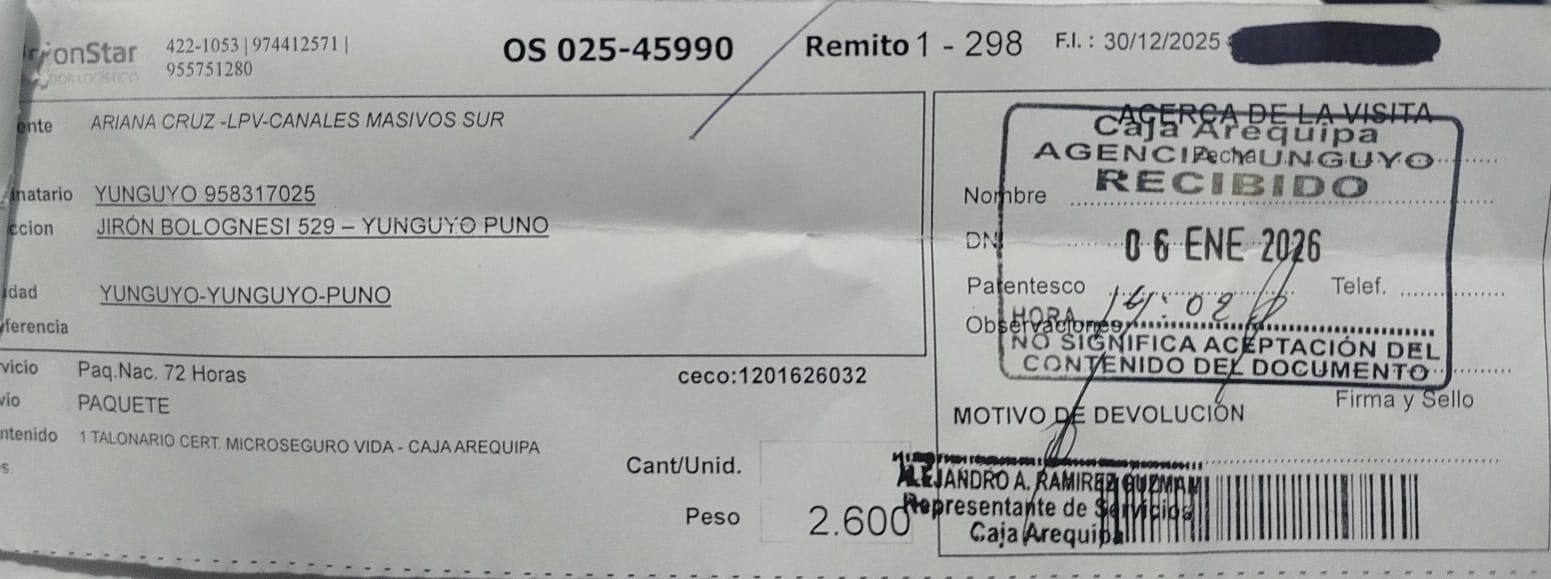 onStar 422-1053 | 974412571 |
955751280
OS 025-45990
Remito 1 - 298
F.I. : 30/12/2025
ente ARIANA CRUZ -LPV-CANALES MASIVOS SUR
inatario YUNGUYO 958317025
ccion JIRÓN BOLOGNESI 529 – YUNGUYO PUNO
dad YUNGUYO-YUNGUYO-PUNO
ferencia
vicio Paq.Nac. 72 Horas
ceco:1201626032
vío PAQUETE
ntenido 1 TALONARIO CERT. MICROSEGURO VIDA - CAJA AREQUIPA
s.
Cant/Unid.
Peso 2.600
ACERCA DE LA VISITA
Caja Arequipa
Fecha
RECIBIDO
Nombre
DNI
06 ENE 2026
Parentesco
Telef.
HORA 14:02
Observaciones
NO SIGNIFICA ACEPTACIÓN DEL
CONTENIDO DEL DOCUMENTO
Firma y Sello
MOTIVO DE DEVOLUCIÓN
ALEJANDRO A. RAMIREZ GUZMAN
Representante de Servicios
Caja Arequipa